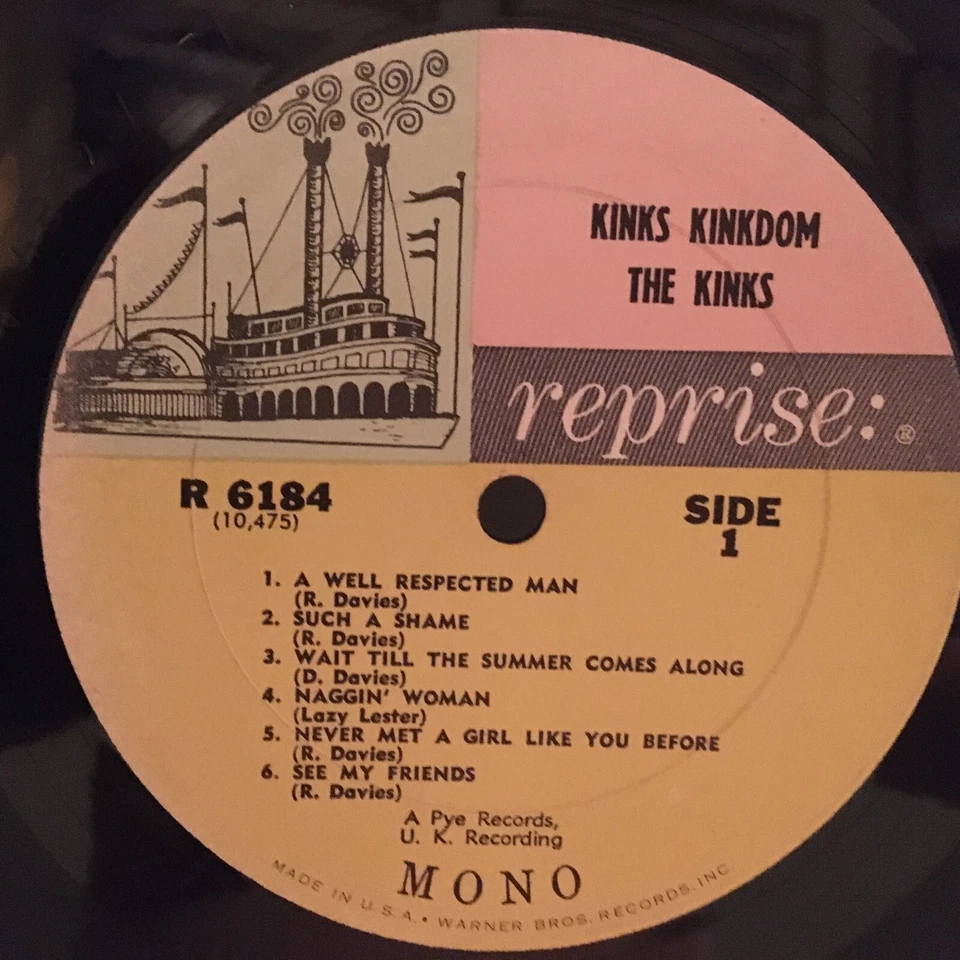 KINKS KINKDOM
THE KINKS
reprise:®
R 6184
(10,475)
SIDE
1
1. A WELL RESPECTED MAN
(R. Davies)
2. SUCH A SHAME
(R. Davies)
3. WAIT TILL THE SUMMER COMES ALONG
(D. Davies)
4. NAGGIN' WOMAN
(Lazy Lester)
5. NEVER MET A GIRL LIKE YOU BEFORE
(R. Davies)
6. SEE MY FRIENDS
(R. Davies)
A Pye Records,
U. K. Recording
MONO
MADE IN U.S.A. • WARNER BROS. RECORDS, INC